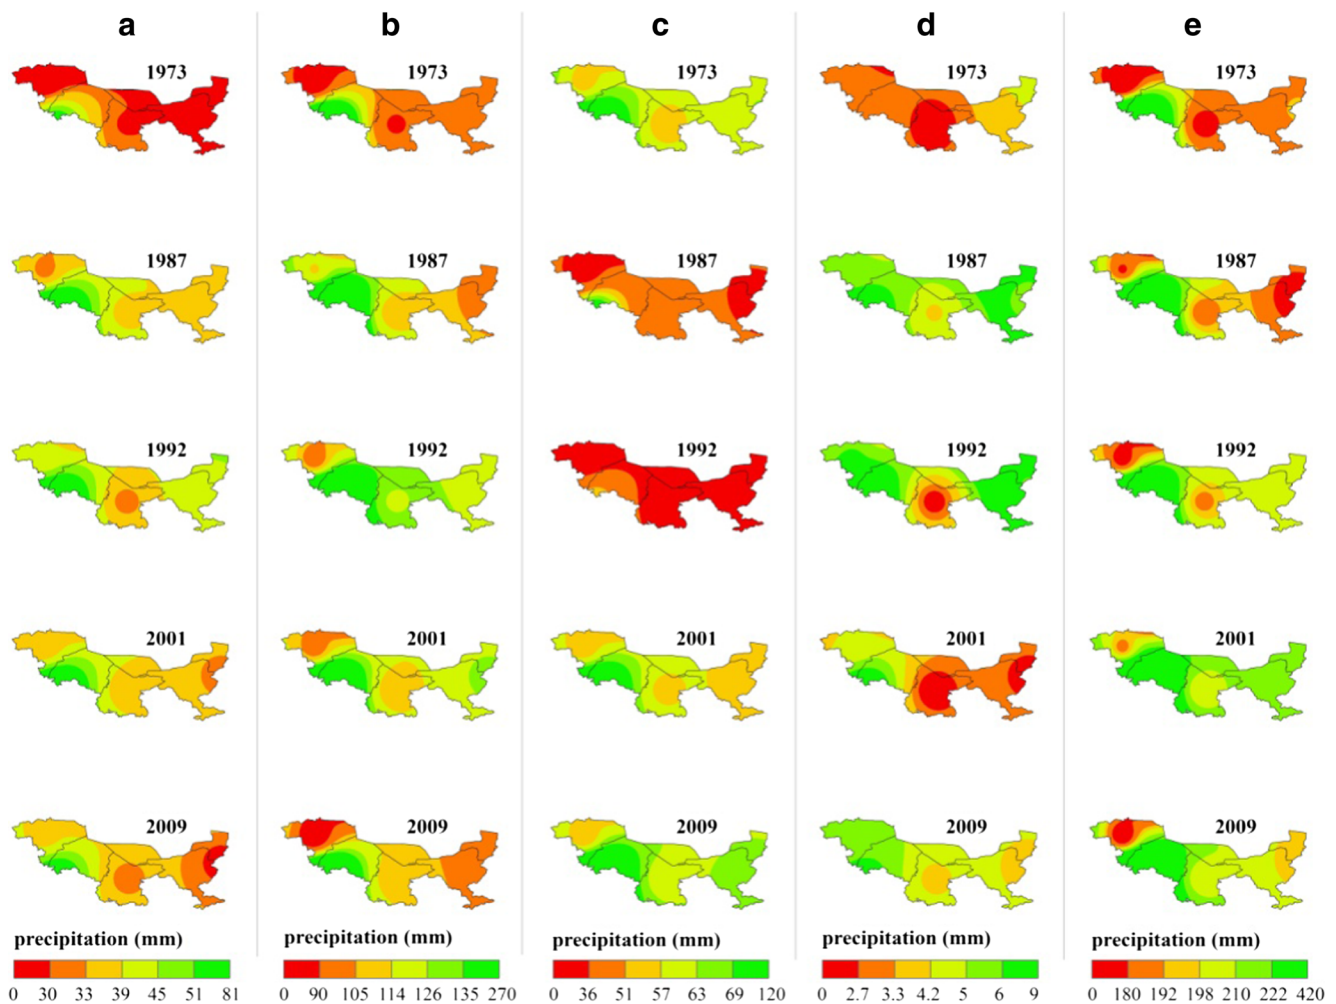 a b c d e
1973 1973 1973 1973 1973
1987 1987 1987 1987 1987
1992 1992 1992 1992 1992
2001 2001 2001 2001 2001
2009 2009 2009 2009 2009
precipitation (mm) precipitation (mm) precipitation (mm) precipitation (mm) precipitation (mm)
0 30 33 39 45 51 81 0 90 105 114 126 135 270 0 36 51 57 63 69 120 0 2.7 3.3 4.2 5 6 9 0 180 192 198 210 222 420